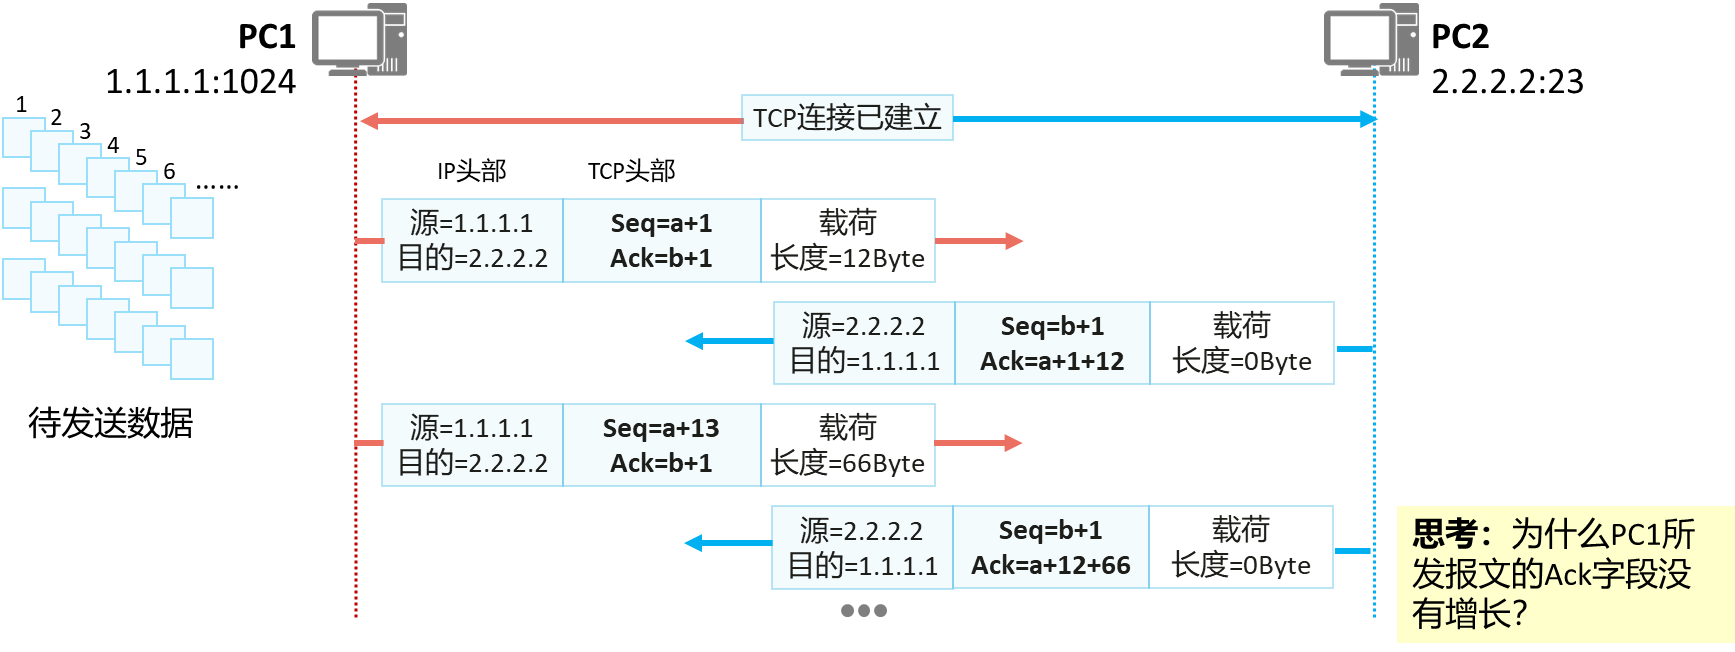 PC1
1.1.1.1:1024
PC2
2.2.2.2:23
1
2
3
4
5
6
……
待发送数据
TCP连接已建立
IP头部
TCP头部
源=1.1.1.1
目的=2.2.2.2
Seq=a+1
Ack=b+1
载荷
长度=12Byte
源=2.2.2.2
目的=1.1.1.1
Seq=b+1
Ack=a+1+12
载荷
长度=0Byte
源=1.1.1.1
目的=2.2.2.2
Seq=a+13
Ack=b+1
载荷
长度=66Byte
源=2.2.2.2
目的=1.1.1.1
Seq=b+1
Ack=a+12+66
载荷
长度=0Byte
思考：为什么PC1所
发报文的Ack字段没
有增长？